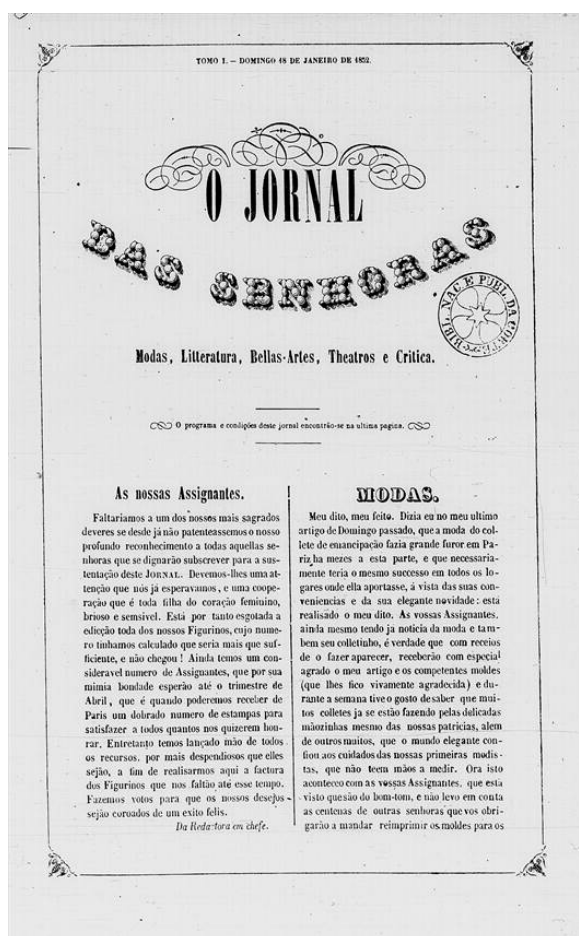 TOMO I. — DOMINGO 18 DE JANEIRO DE 1852.
O JORNAL
DAS SENHORAS
BIBL. NAC E PUBL. DA CORTE
Modas, Litteratura, Bellas-Artes, Theatros e Critica.
O programa e condições deste jornal encontrão-se na ultima pagina.
As nossas Assignantes.
Faltariamos a um dos nossos mais sagrados
deveres se desde já não patenteassemos o nosso
profundo reconhecimento a todas aquellas se-
nhoras que se dignarão subscrever para a sus-
tentação deste JORNAL. Devemos-lhes uma at-
tenção que nós já esperavamos, e uma coope-
ração que é toda filha do coração feminino,
brioso e semsivel. Está por tanto esgotada a
edicção toda dos nossos Figurinos, cujo nume-
ro tinhamos calculado que seria mais que suf-
ficiente, e não chegou! Ainda temos um con-
sideravel numero de Assignantes, que por sua
mimia bondade esperão até o trimestre de
Abril, que é quando poderemos receber de
Paris um dobrado numero de estampas para
satisfazer a todos quantos nos quizerem hon-
rar. Entretanto temos lançado mão de todos
os recursos, por mais despendiosos que elles
sejão, a fim de realisarmos aqui a factura
dos Figurinos que nos faltão até esse tempo.
Fazemos votos para que os nossos desejos
sejão coroados de um exito felis.
Da Redactora em chefe.
MODAS.
Meu dito, meu feito. Dizia eu no meu ultimo
artigo de Domingo passado, que a moda do col-
lete de emancipação fazia grande furor em Pa-
riz ha mezes a esta parte, e que necessaria-
mente teria o mesmo successo em todos os lo-
gares onde ella aportasse, á vista das suas con-
veniencias e da sua elegante novidade: está
realisado o meu dito. As vossas Assignantes,
ainda mesmo tendo ja noticia da moda e tam-
bem seu colletinho, é verdade que com receios
de o fazer aparecer, receberão com especial
agrado o meu artigo e os competentes moldes
(que lhes fico vivamente agradecida) e du-
rante a semana tive o gosto de saber que mui-
tos colletes ja se estão fazendo pelas delicadas
mãozinhas mesmo das nossas patricias, alem
de outros muitos, que o mundo elegante con-
fiou aos cuidados das nossas primeiras modis-
tas, que não teem mãos a medir. Ora isto
aconteceo com as vossas Assignantes, que está
visto que são do bom-tom, e não levo em conta
as centenas de outras senhoras que vos obri-
garão a mandar reimprimir os moldes para os